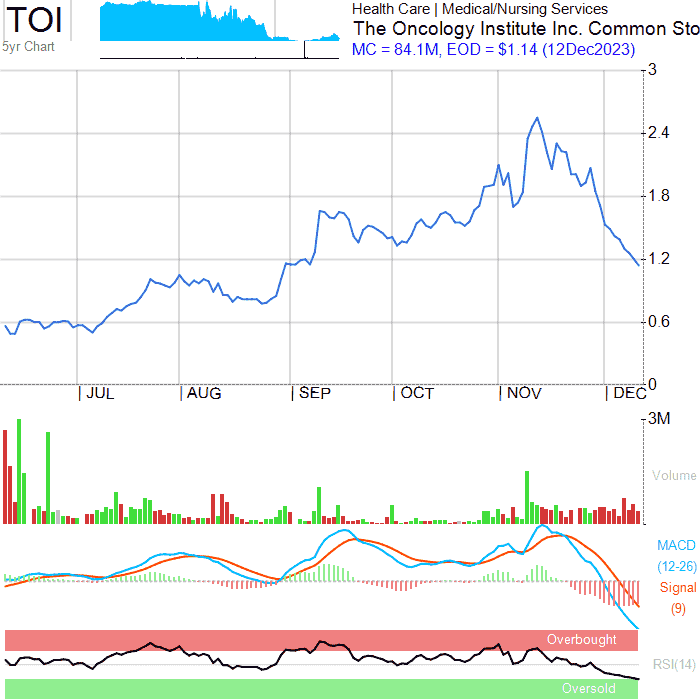 TOI
5yr Chart
Health Care | Medical/Nursing Services
The Oncology Institute Inc. Common Sto
MC = 84.1M, EOD = $1.14 (12Dec2023)
3
2.4
1.8
1.2
0.6
0
| JUL | AUG | SEP | OCT | NOV | DEC
3M
Volume
MACD
(12-26)
Signal
(9)
Overbought
RSI(14)
Oversold